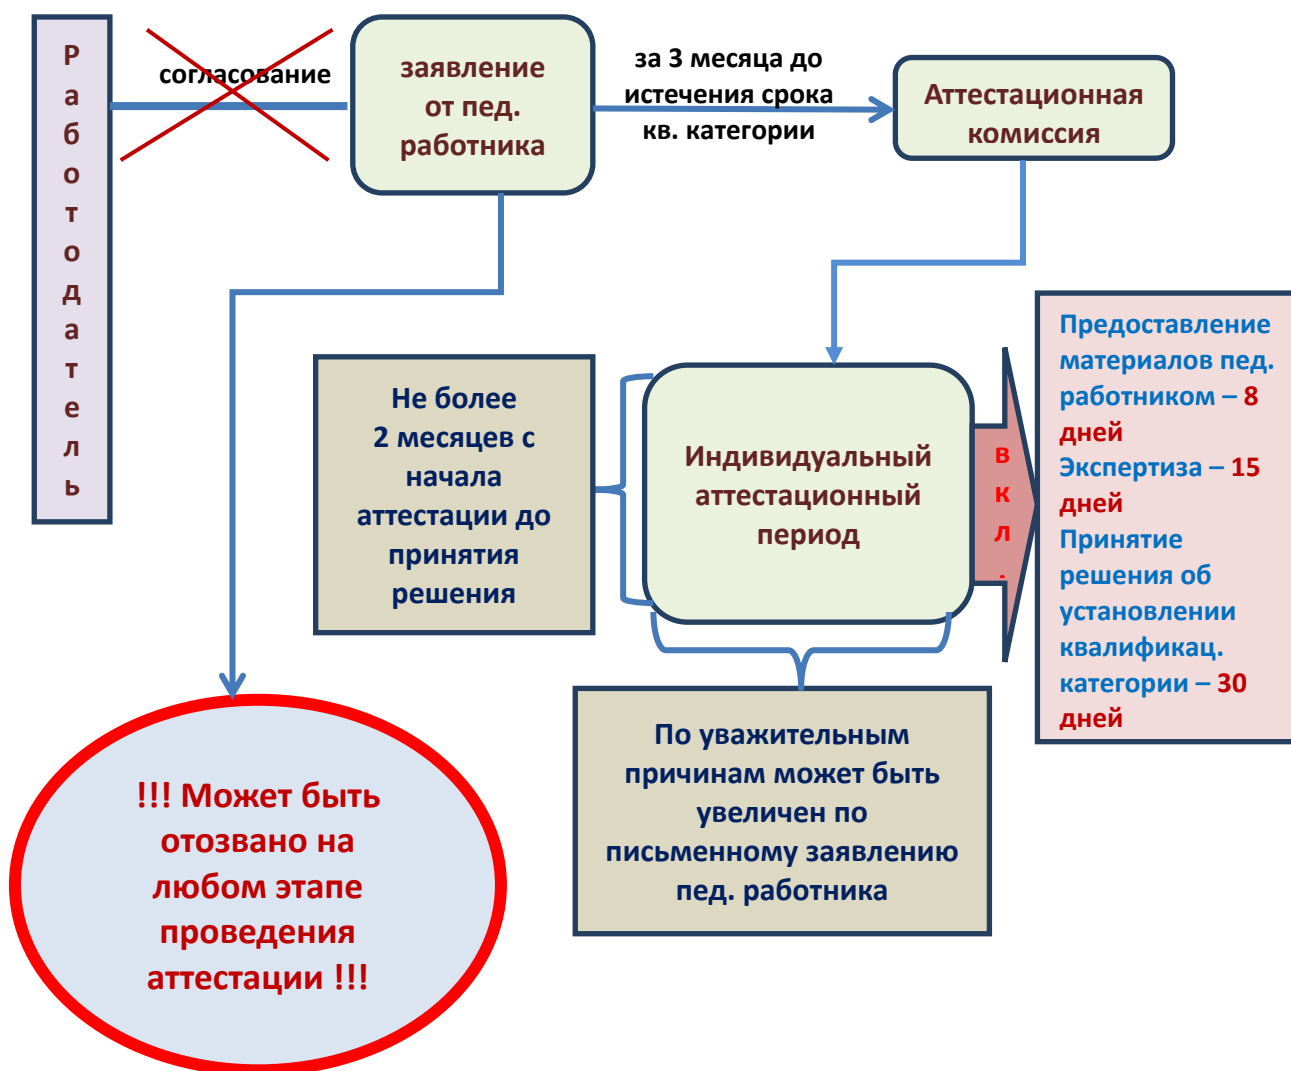 Работодатель
согласование
заявление
от пед.
работника
за 3 месяца до
истечения срока
кв. категории
Аттестационная
комиссия
Не более
2 месяцев с
начала
аттестации до
принятия
решения
Индивидуальный
аттестационный
период
вкл.
Предоставление
материалов пед.
работником – 8
дней
Экспертиза – 15
дней
Принятие
решения об
установлении
квалификац.
категории – 30
дней
По уважительным
причинам может быть
увеличен по
письменному заявлению
пед. работника
!!! Может быть
отозвано на
любом этапе
проведения
аттестации !!!